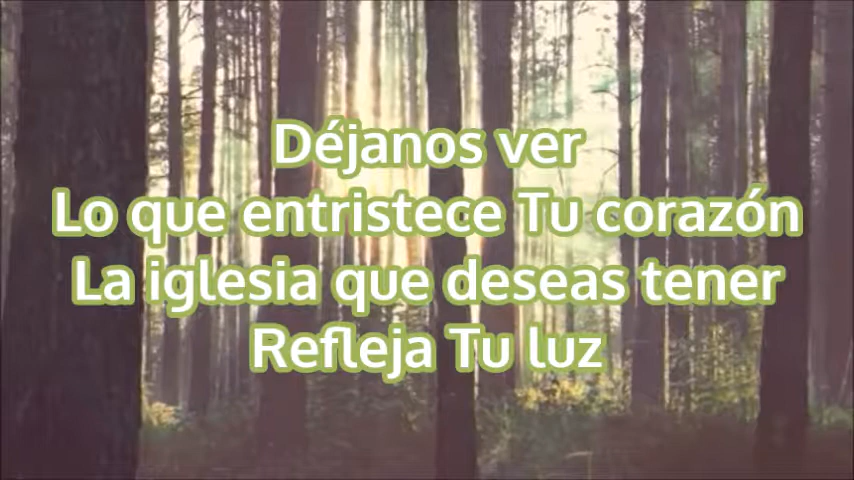 Déjanos ver
Lo que entristece Tu corazón
La iglesia que deseas tener
Refleja Tu luz